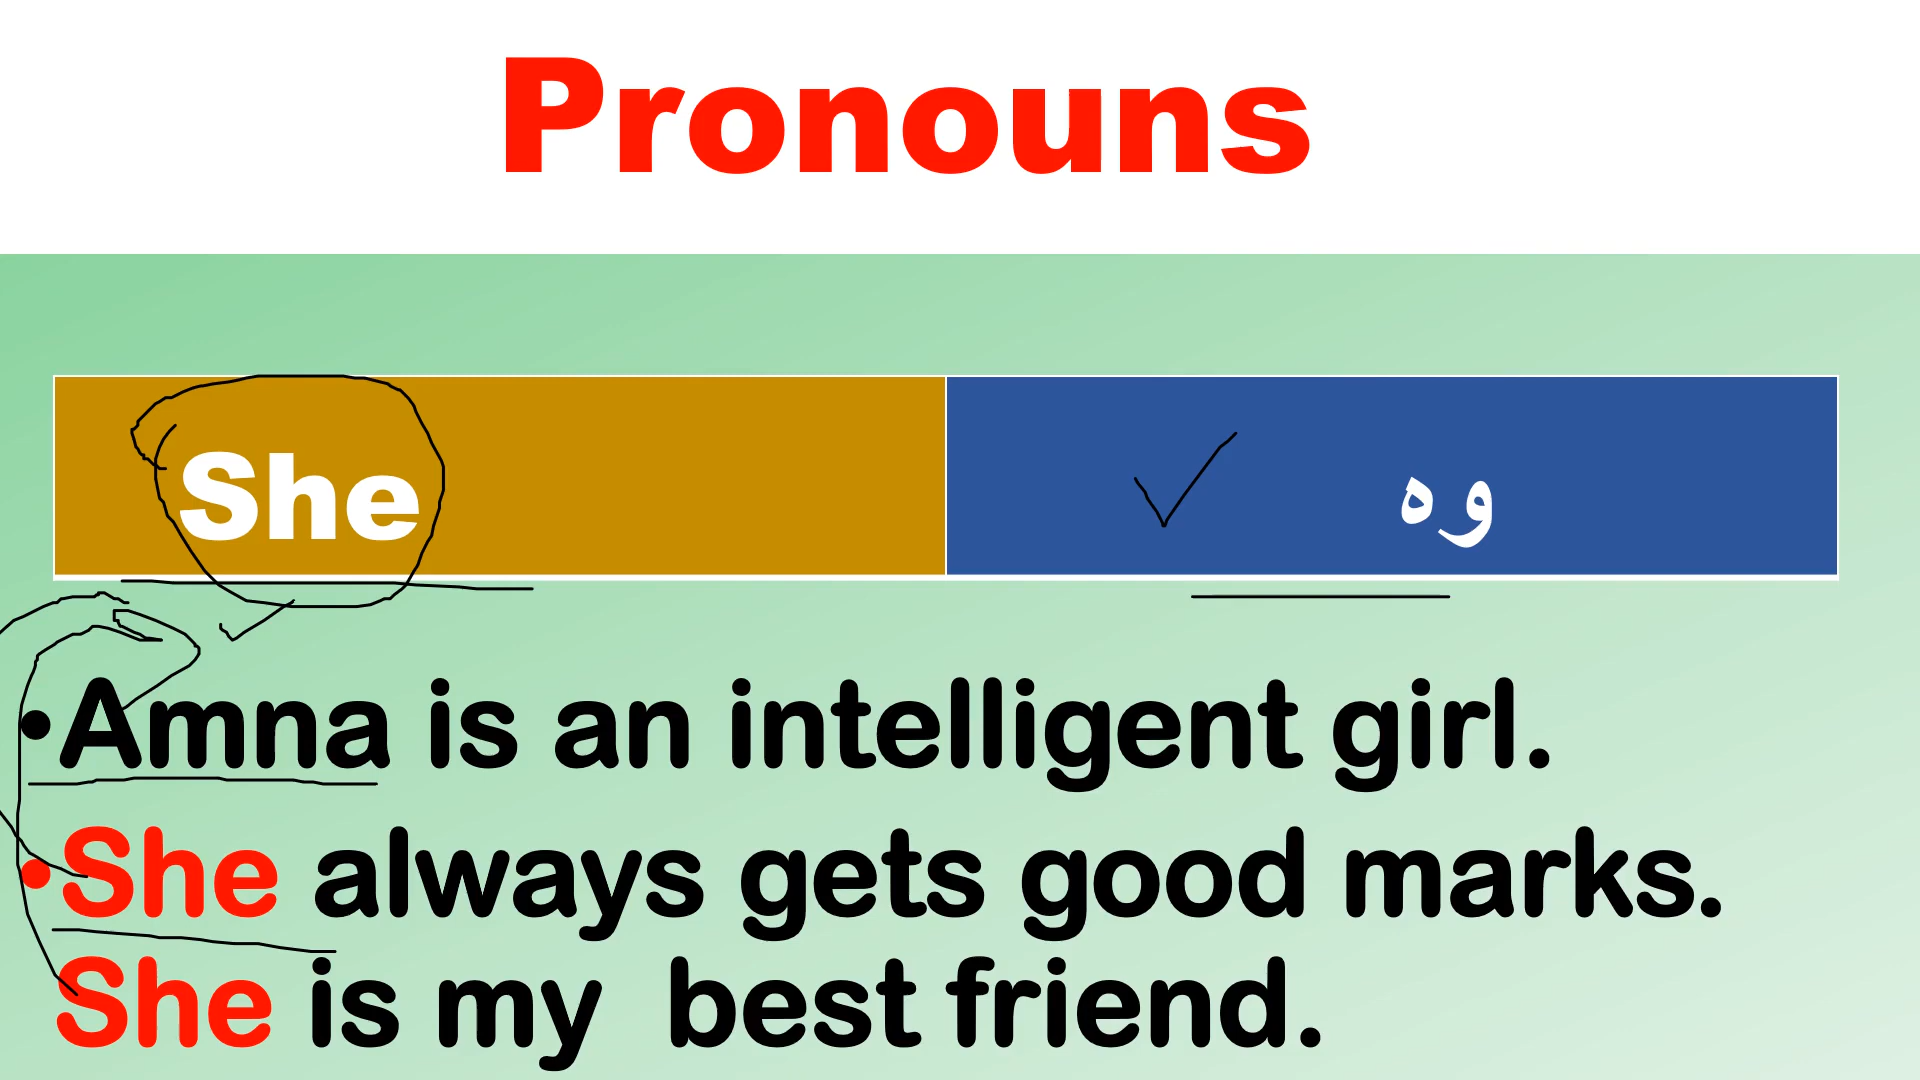 Pronouns
She وہ
•Amna is an intelligent girl.
•She always gets good marks.
She is my best friend.